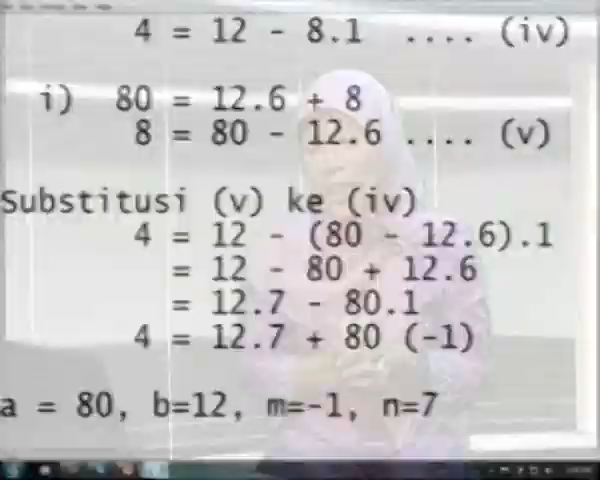 4 = 12 - 8.1 .... (iv)
i) 80 = 12.6 + 8
8 = 80 - 12.6 .... (v)
Substitusi (v) ke (iv)
4 = 12 - (80 - 12.6).1
= 12 - 80 + 12.6
= 12.7 - 80.1
4 = 12.7 + 80 (-1)
a = 80, b=12, m=-1, n=7